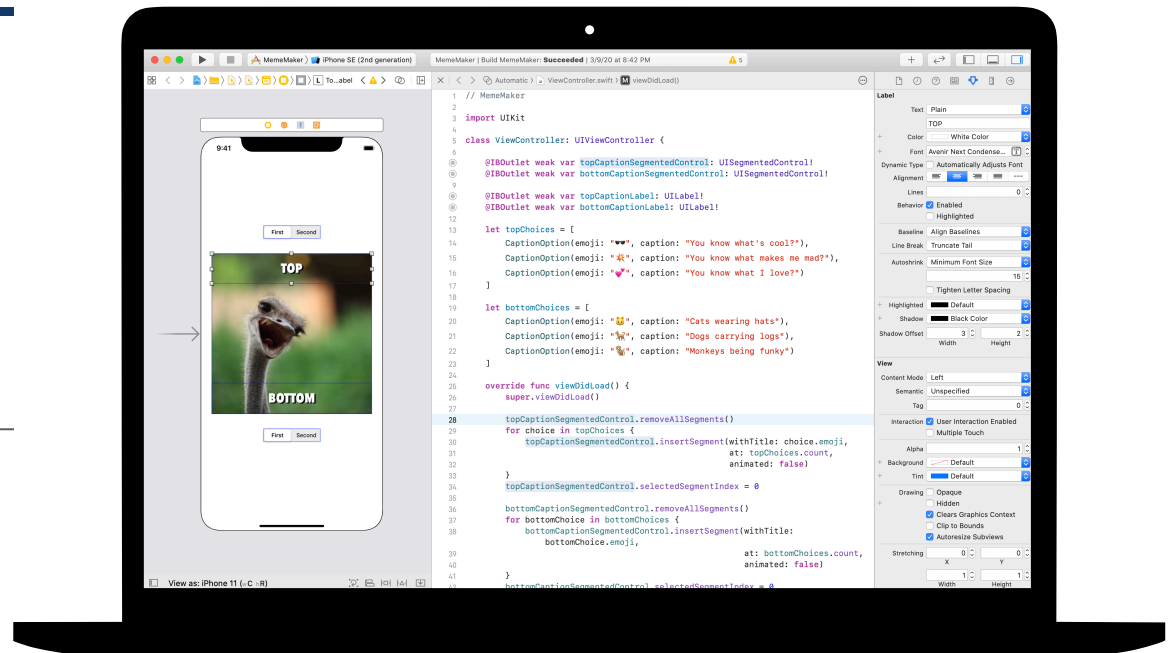 MemeMaker 〉 iPhone SE (2nd generation)
MemeMaker | Build MemeMaker: Succeeded | 3/9/20 at 8:42 PM
5
L To...abel
Automatic 〉 ViewController.swift 〉 M viewDidLoad()
9:41
First Second
TOP
BOTTOM
First Second
View as: iPhone 11 (wC hR)
1 // MemeMaker
2
3 import UIKit
4
5 class ViewController: UIViewController {
6
@IBOutlet weak var topCaptionSegmentedControl: UISegmentedControl!
@IBOutlet weak var bottomCaptionSegmentedControl: UISegmentedControl!
9
@IBOutlet weak var topCaptionLabel: UILabel!
@IBOutlet weak var bottomCaptionLabel: UILabel!
12
13 let topChoices = [
14 CaptionOption(emoji: "🕶", caption: "You know what's cool?"),
15 CaptionOption(emoji: "💥", caption: "You know what makes me mad?"),
16 CaptionOption(emoji: "💕", caption: "You know what I love?")
17 ]
18
19 let bottomChoices = [
20 CaptionOption(emoji: "🐱", caption: "Cats wearing hats"),
21 CaptionOption(emoji: "🐕", caption: "Dogs carrying logs"),
22 CaptionOption(emoji: "🐒", caption: "Monkeys being funky")
23 ]
24
25 override func viewDidLoad() {
26 super.viewDidLoad()
27
28 topCaptionSegmentedControl.removeAllSegments()
29 for choice in topChoices {
30 topCaptionSegmentedControl.insertSegment(withTitle: choice.emoji,
31 at: topChoices.count,
32 animated: false)
33 }
34 topCaptionSegmentedControl.selectedSegmentIndex = 0
35
36 bottomCaptionSegmentedControl.removeAllSegments()
37 for bottomChoice in bottomChoices {
38 bottomCaptionSegmentedControl.insertSegment(withTitle:
bottomChoice.emoji,
39 at: bottomChoices.count,
40 animated: false)
41 }
42 bottomCaptionSegmentedControl.selectedSegmentIndex = 0
Label
Text Plain
TOP
Color White Color
Font Avenir Next Condense...
Dynamic Type Automatically Adjusts Font
Alignment
Lines 0
Behavior Enabled
Highlighted
Baseline Align Baselines
Line Break Truncate Tail
Autoshrink Minimum Font Size
15
Tighten Letter Spacing
Highlighted Default
Shadow Black Color
Shadow Offset 3 2
Width Height
View
Content Mode Left
Semantic Unspecified
Tag 0
Interaction User Interaction Enabled
Multiple Touch
Alpha 1
Background Default
Tint Default
Drawing Opaque
Hidden
Clears Graphics Context
Clip to Bounds
Autoresize Subviews
Stretching 0 0
X Y
1 1
Width Height